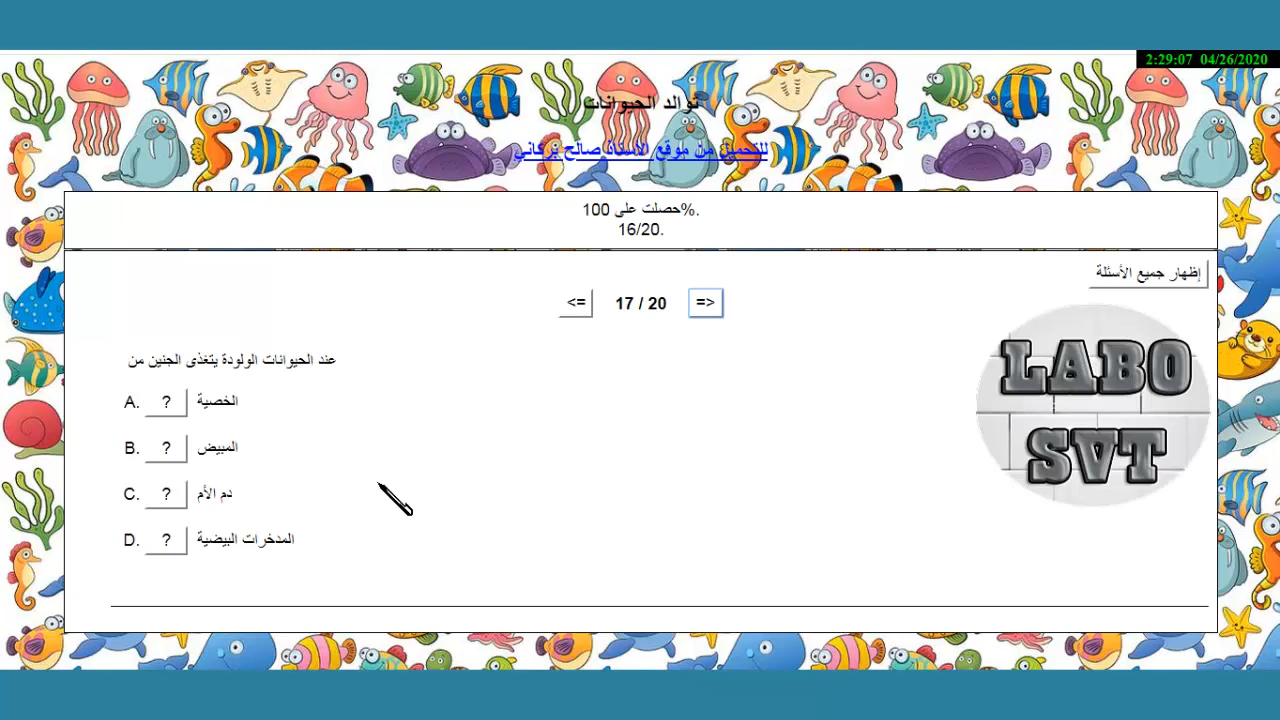 2:29:07 04/26/2020
توالد الحيوانات
للتحميل من موقع الأستاذ صالح بركاني
%حصلت على 100.
16/20.
إظهار جميع الأسئلة
<= 17 / 20 =>
عند الحيوانات الولودة يتغذى الجنين من
A. ? الخصية
B. ? المبيض
C. ? دم الأم
D. ? المدخرات البيضية
LABO
SVT